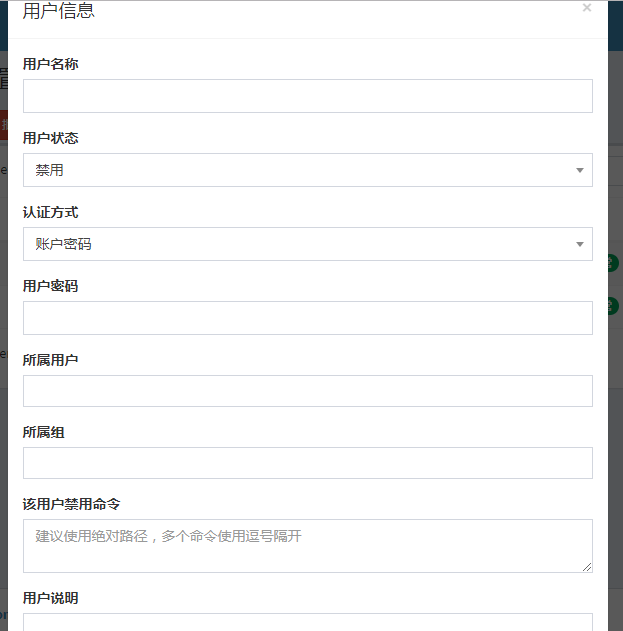 用户信息
×
用户名称
用户状态
禁用
认证方式
账户密码
用户密码
所属用户
所属组
该用户禁用命令
建议使用绝对路径，多个命令使用逗号隔开
用户说明